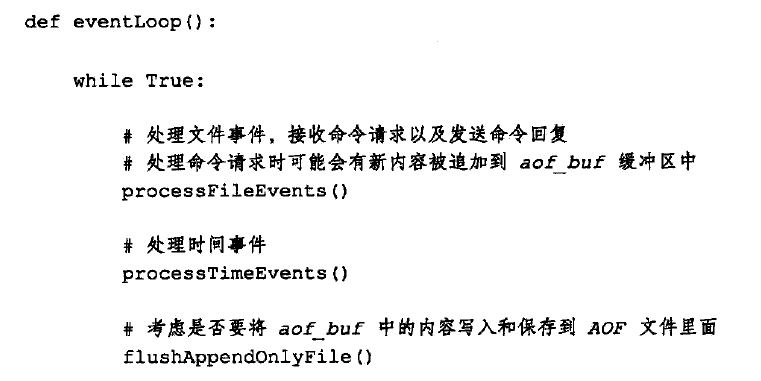 def eventLoop():
while True:
# 处理文件事件，接收命令请求以及发送命令回复
# 处理命令请求时可能会有新内容被追加到 aof_buf 缓冲区中
processFileEvents()
# 处理时间事件
processTimeEvents()
# 考虑是否要将 aof_buf 中的内容写入和保存到 AOF 文件里面
flushAppendOnlyFile()